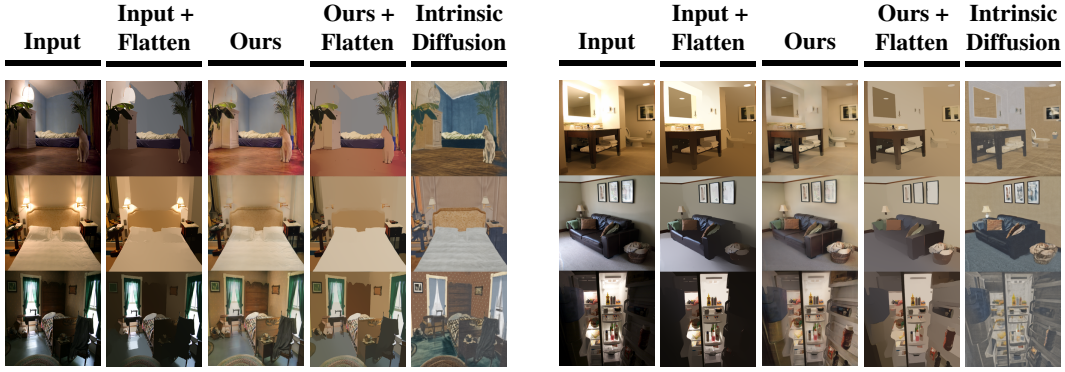 Input
Input +
Flatten
Ours
Ours +
Flatten
Intrinsic
Diffusion
Input
Input +
Flatten
Ours
Ours +
Flatten
Intrinsic
Diffusion